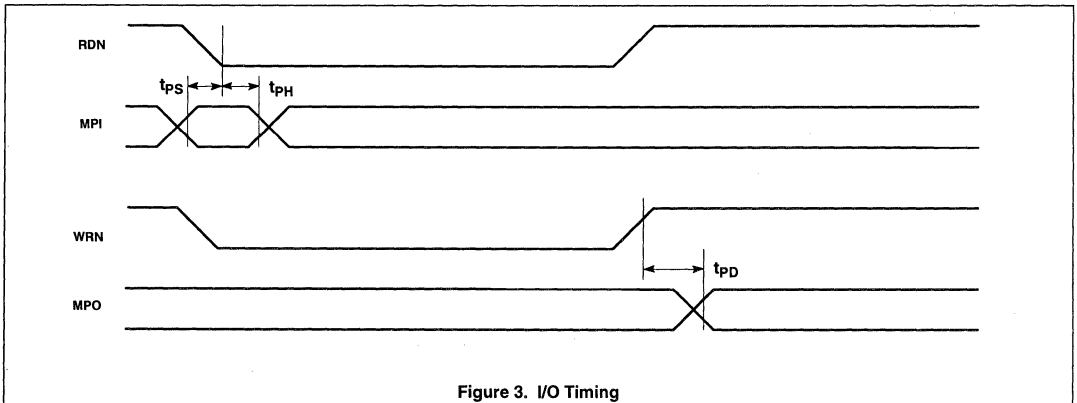 RDN
tPS tPH
MPI
WRN
tPD
MPO
Figure 3. I/O Timing